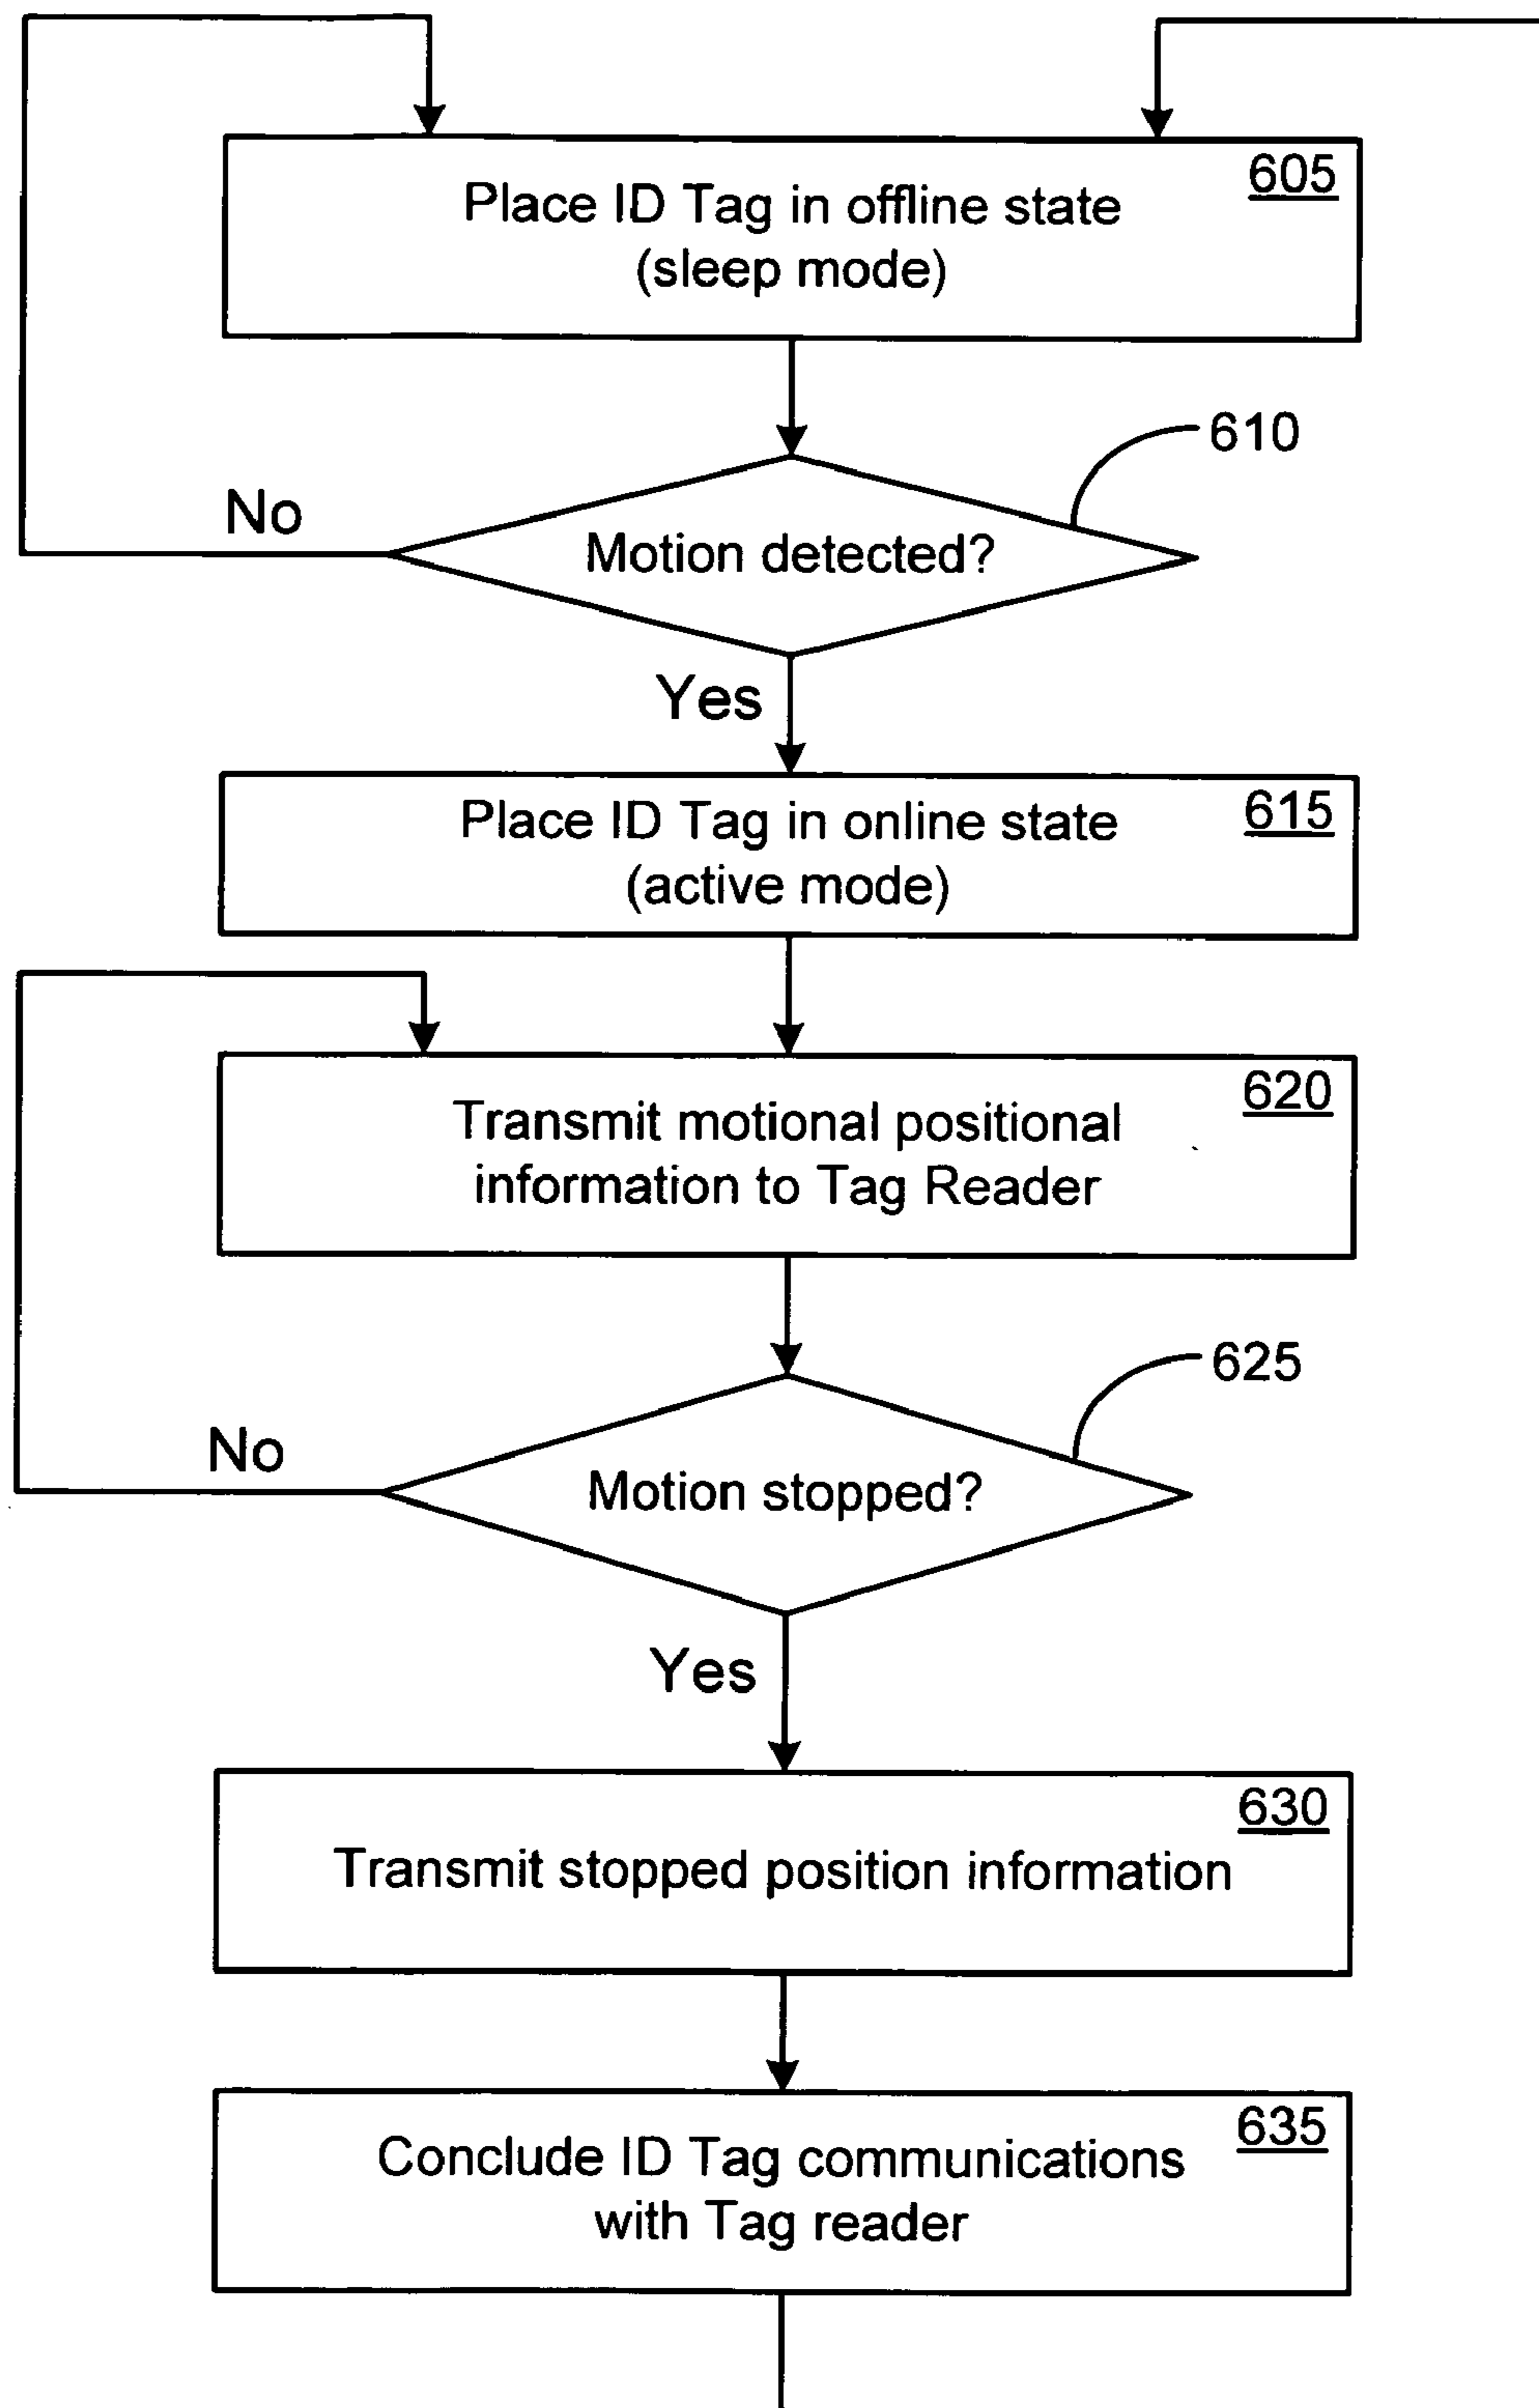 605
Place ID Tag in offline state
(sleep mode)
610
No
Motion detected?
Yes
615
Place ID Tag in online state
(active mode)
620
Transmit motional positional
information to Tag Reader
625
No
Motion stopped?
Yes
630
Transmit stopped position information
635
Conclude ID Tag communications
with Tag reader